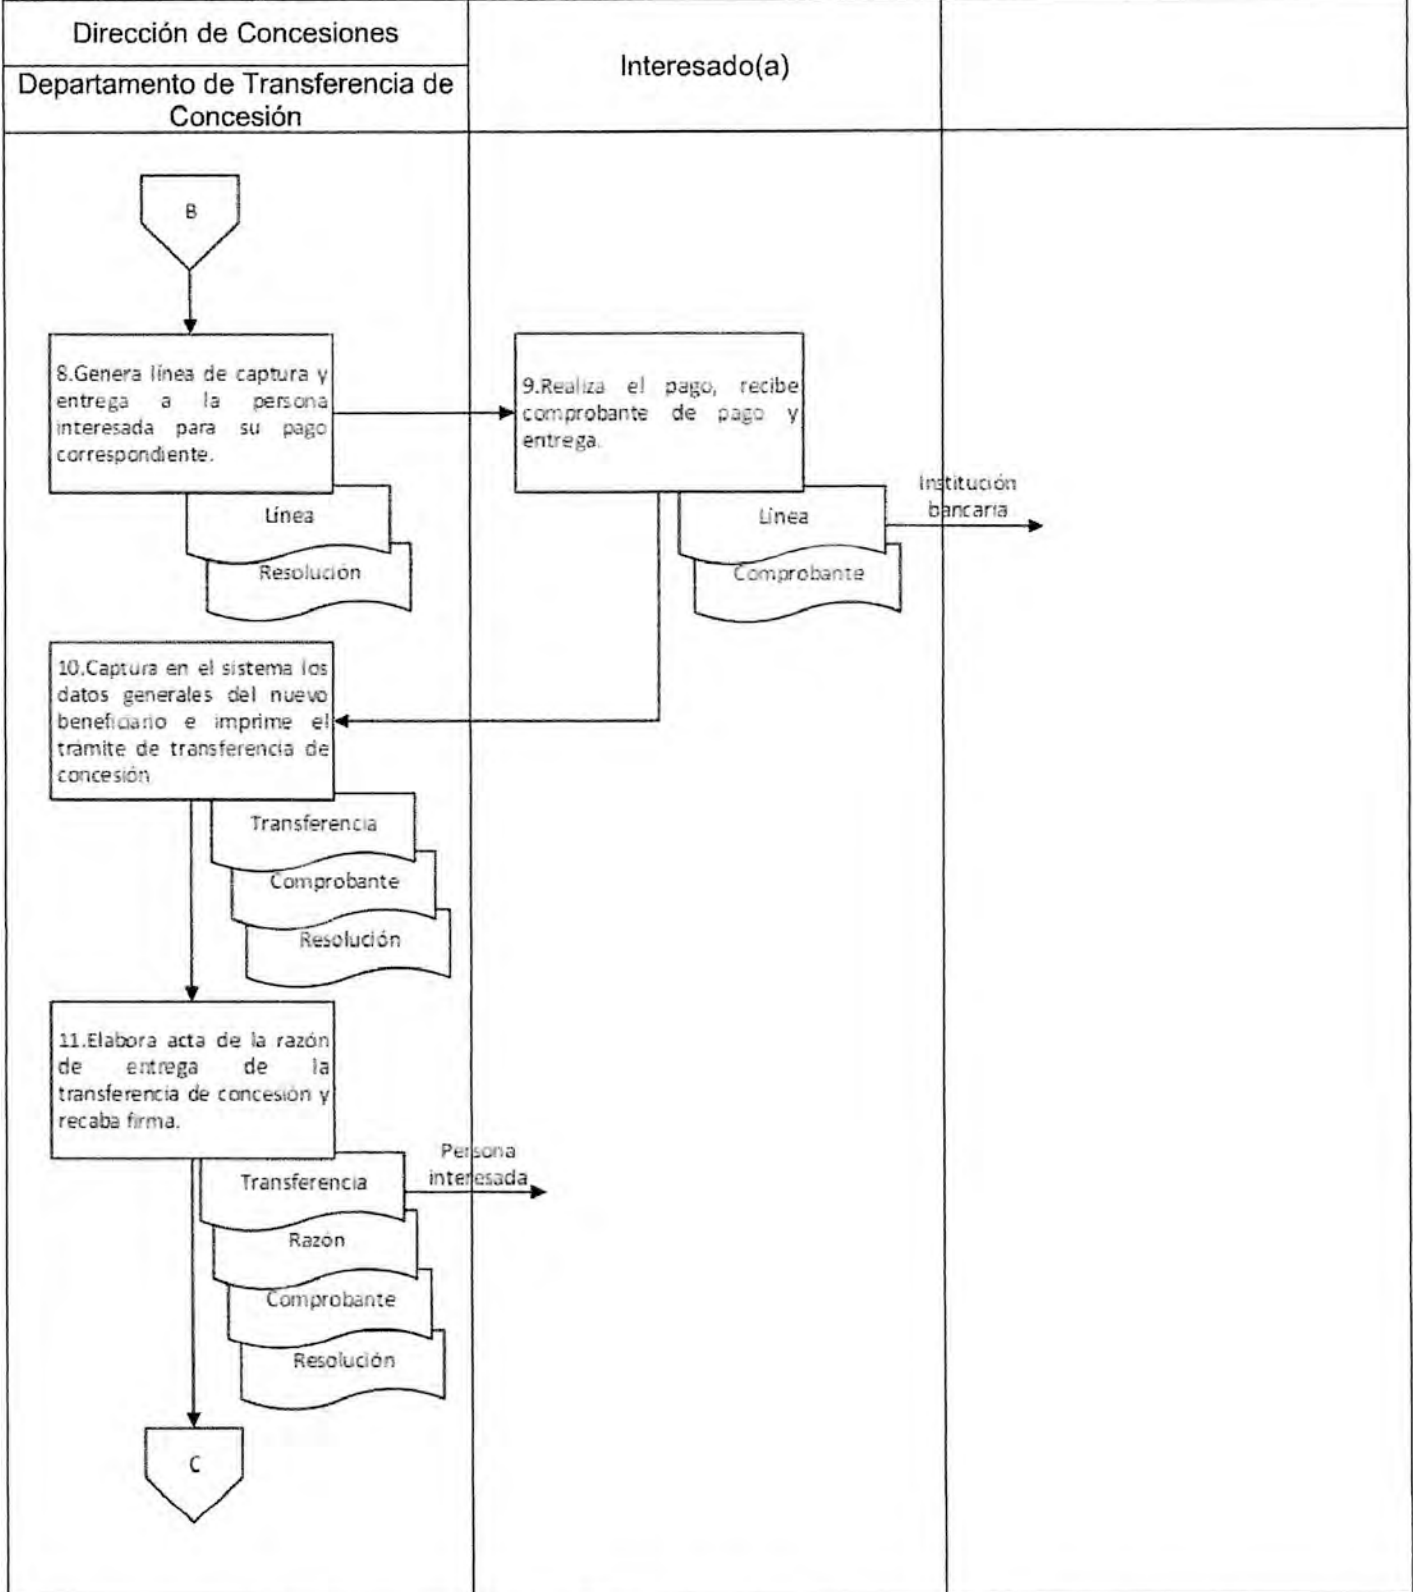 Dirección de Concesiones
Departamento de Transferencia de
Concesión
Interesado(a)
B
8.Genera línea de captura y
entrega a la persona
interesada para su pago
correspondiente.
Línea
Resolución
9.Realiza el pago, recibe
comprobante de pago y
entrega.
Línea
Comprobante
Institución
bancaria
10.Captura en el sistema los
datos generales del nuevo
beneficiario e imprime el
trámite de transferencia de
concesión
Transferencia
Comprobante
Resolución
11.Elabora acta de la razón
de entrega de la
transferencia de concesión y
recaba firma.
Transferencia
Razón
Comprobante
Resolución
Persona
interesada
C